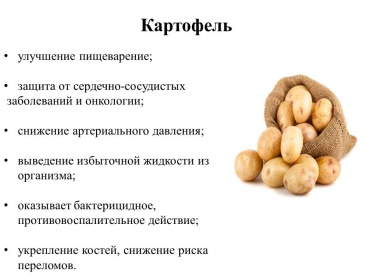 Картофель
• улучшение пищеварение;
• защита от сердечно-сосудистых
заболеваний и онкологии;
• снижение артериального давления;
• выведение избыточной жидкости из
организма;
• оказывает бактерицидное,
противовоспалительное действие;
• укрепление костей, снижение риска
переломов.